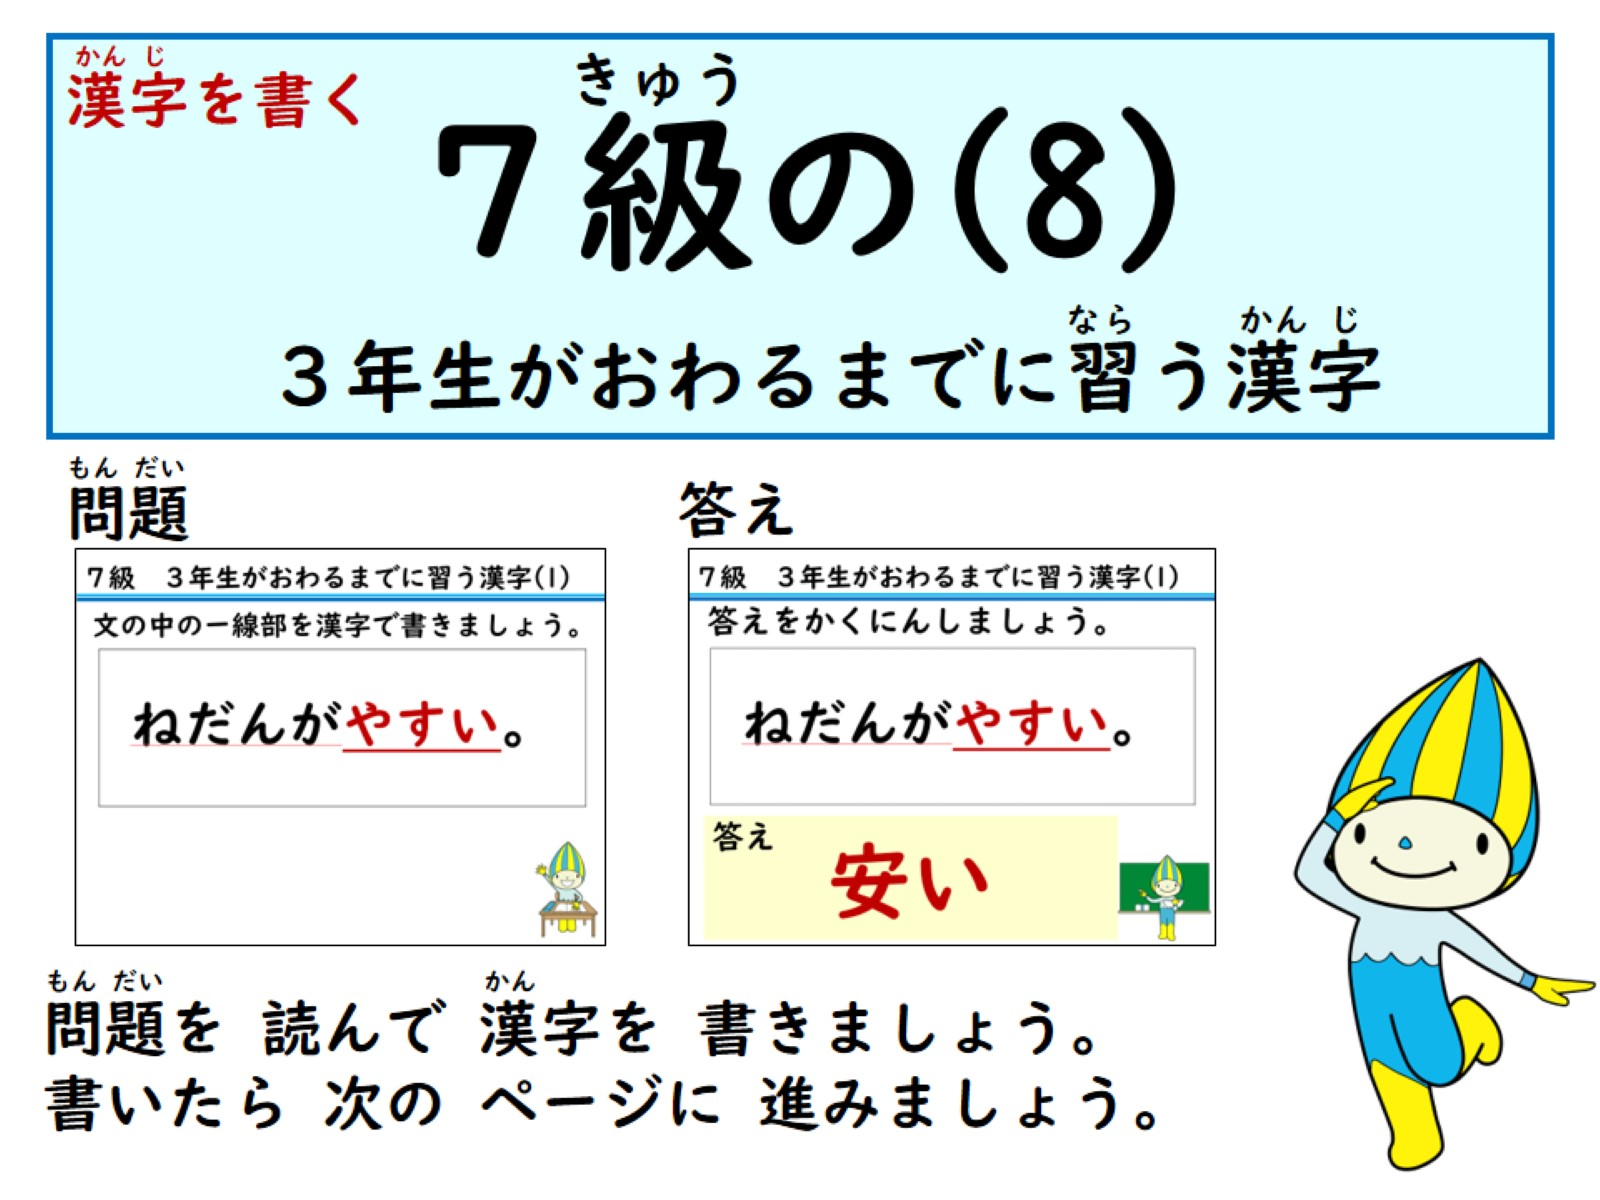 かん じ
漢字を書く
きゅう
７級の(8)
なら かん じ
３年生がおわるまでに習う漢字
もん だい
問題
７級　３年生がおわるまでに習う漢字(1)
文の中の一線部を漢字で書きましょう。
ねだんがやすい。
答え
７級　３年生がおわるまでに習う漢字(1)
答えをかくにんしましょう。
ねだんがやすい。
答え
安い
もん だい かん
問題を 読んで 漢字を 書きましょう。
書いたら 次の ページに 進みましょう。